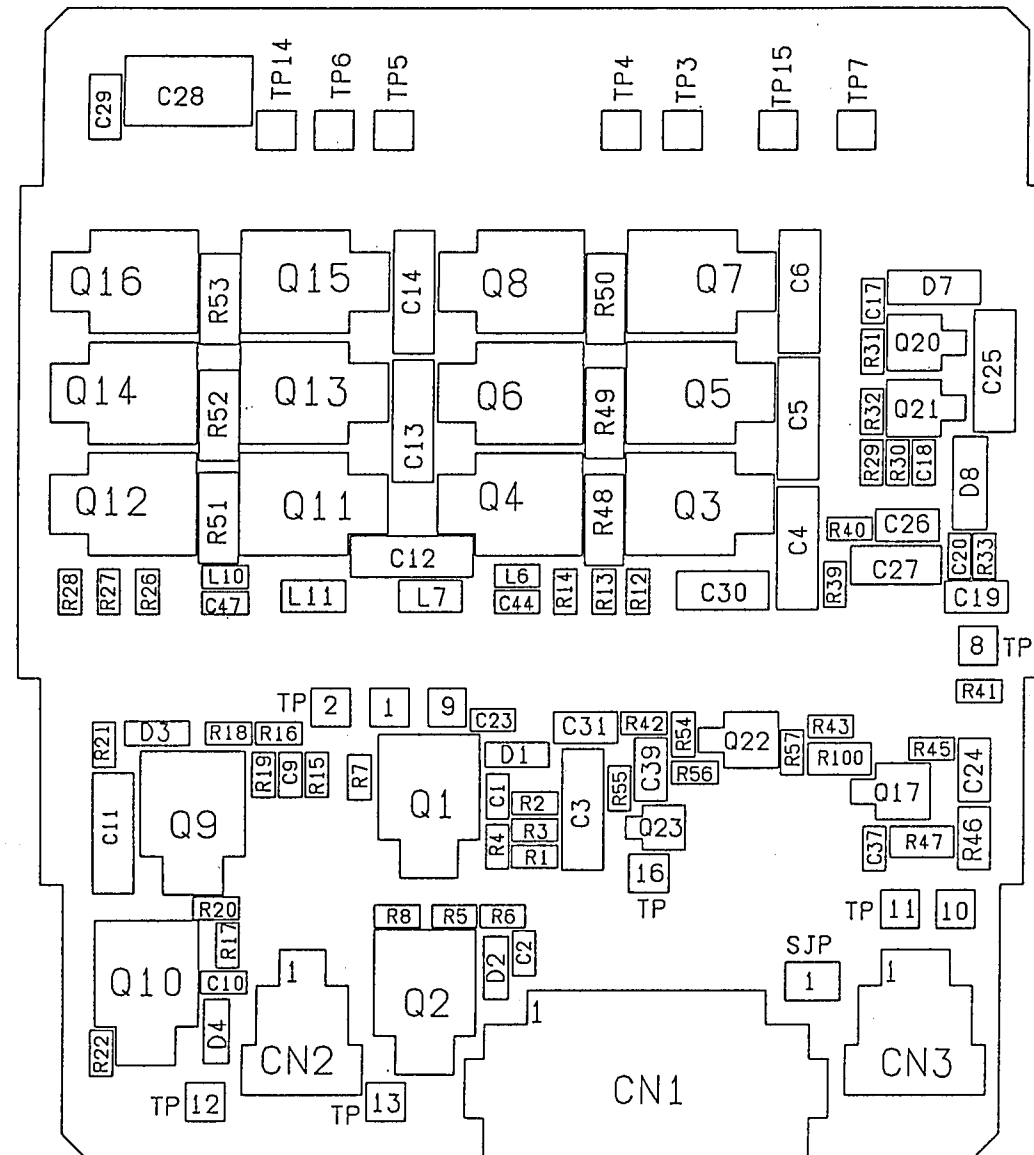 C29
C28
TP14
TP6
TP5
TP4
TP3
TP15
TP7
Q16
R53
Q15
C14
Q8
R50
Q7
C6
C17
D7
R31
Q20
C25
Q14
R52
Q13
C13
Q6
R49
Q5
C5
R32
Q21
R29
R30
C18
D8
Q12
R51
Q11
Q4
R48
Q3
C4
R40
C26
C12
C27
C20
R33
R28
R27
R26
L10
C47
L11
L7
L6
C44
R14
R13
R12
C30
R39
C19
8 TP
R41
TP 2
1
9
C23
C31
R42
R54
Q22
R57
R43
R100
R45
C24
R21
D3
R18
R16
R19
C9
R15
R7
D1
C39
R56
C11
Q9
Q1
C1
R2
R3
R1
R4
C3
R55
Q23
Q17
C37
R47
R46
16
TP
R20
R8
R5
R6
TP 11
10
R17
Q10
C10
D4
R22
1
CN2
Q2
D2
C2
SJP
1
1
CN3
1
CN1
TP 12
TP 13